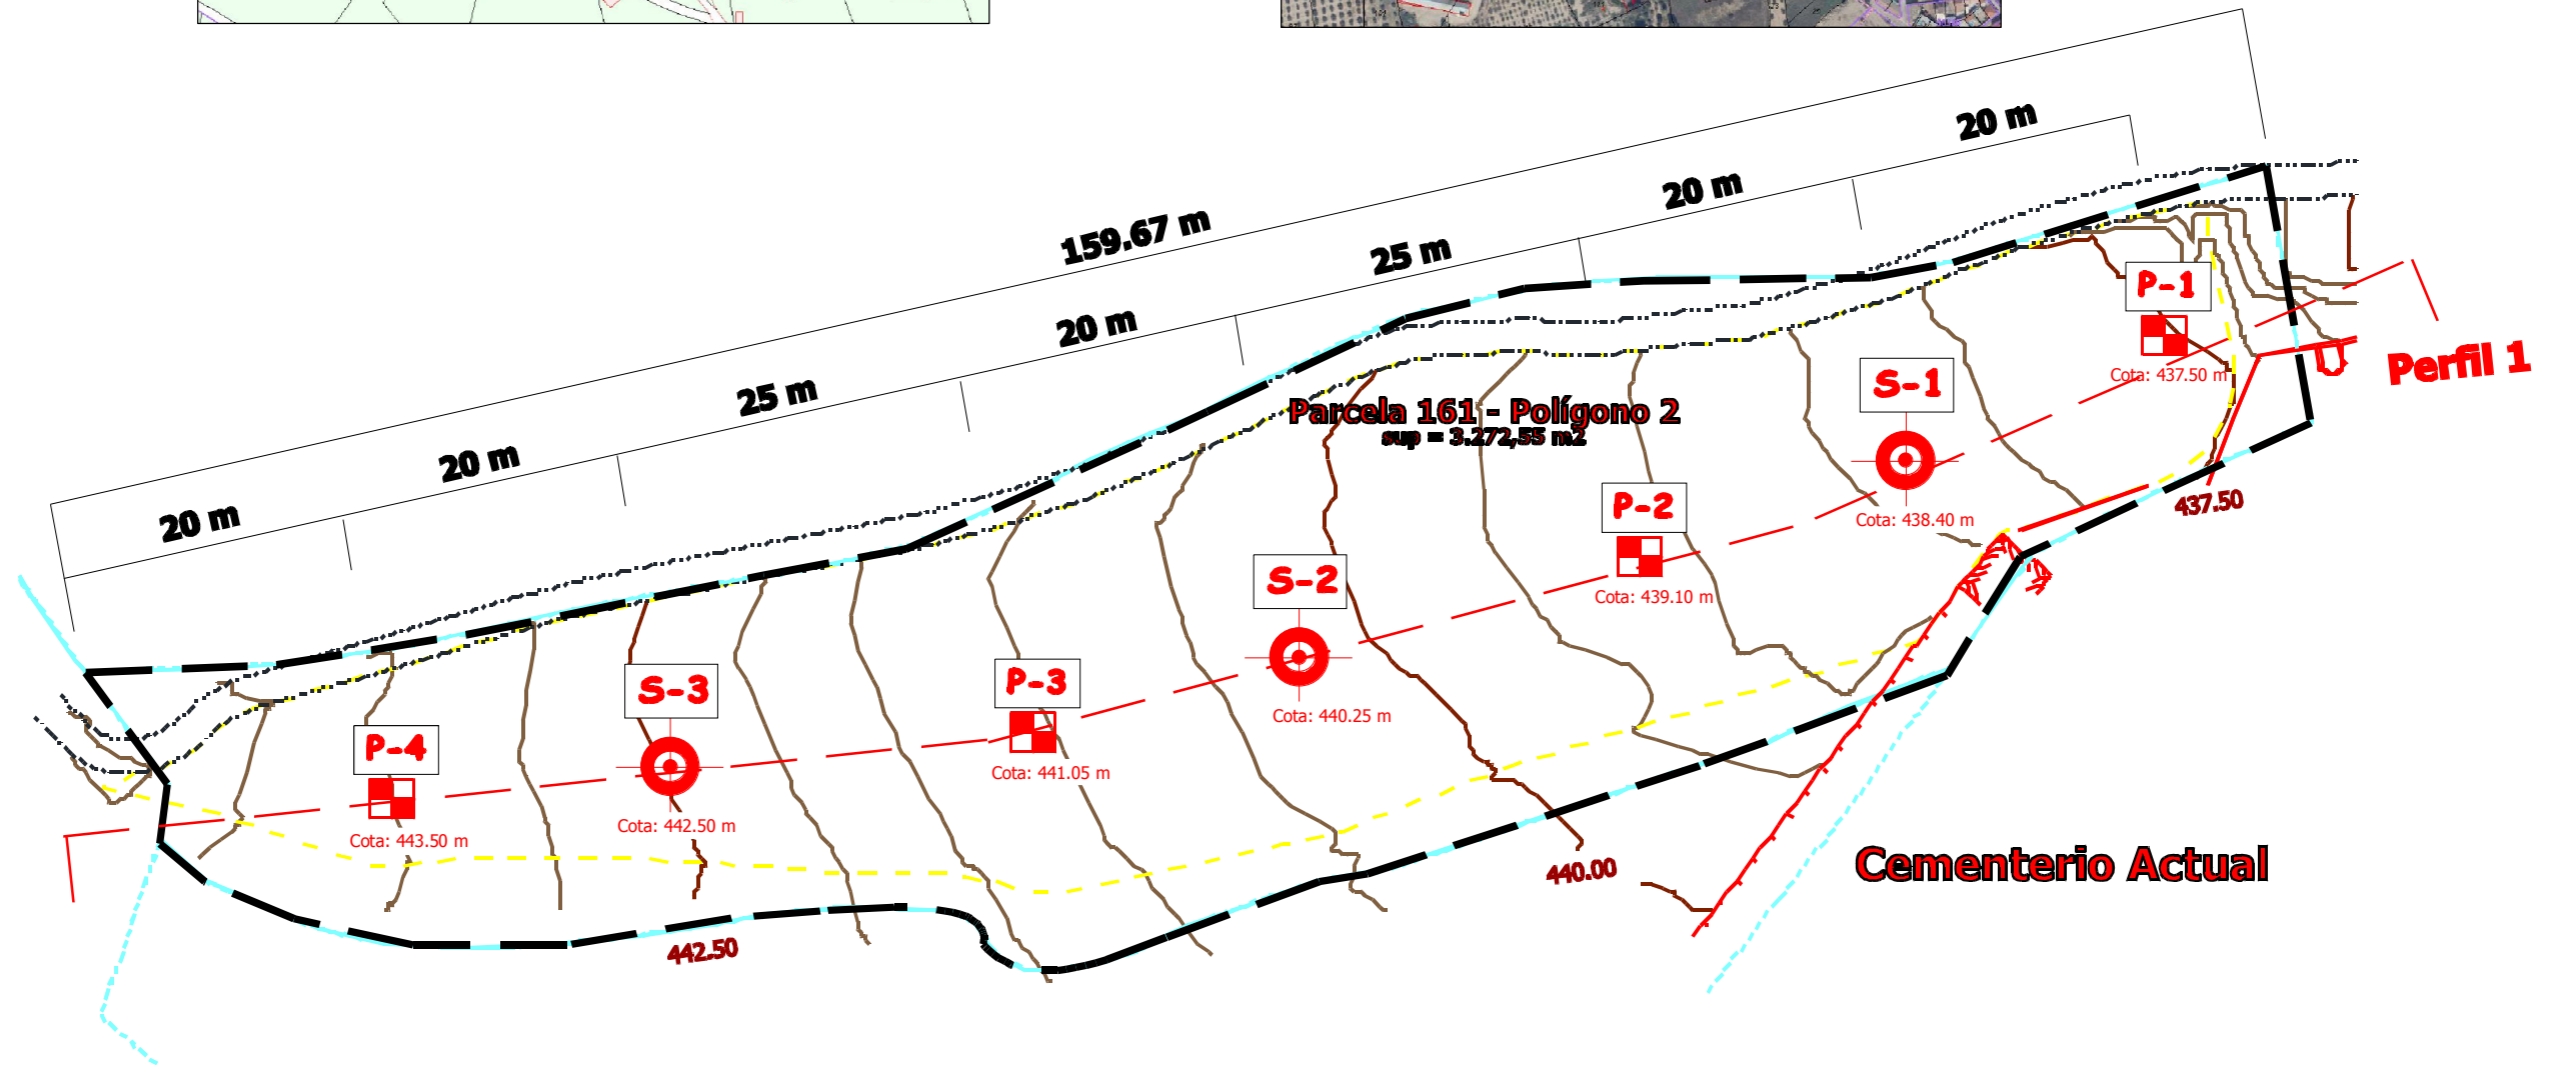 20 m
20 m
159.67 m
25 m
20 m
25 m
20 m
20 m
P-1
Cota: 437.50 m
Perfil 1
S-1
Parcela 161 - Polígono 2
sup = 3.272,55 m2
437.50
P-2
Cota: 438.40 m
S-2
Cota: 439.10 m
P-3
S-3
Cota: 440.25 m
P-4
Cota: 441.05 m
Cota: 442.50 m
Cota: 443.50 m
440.00
Cementerio Actual
442.50